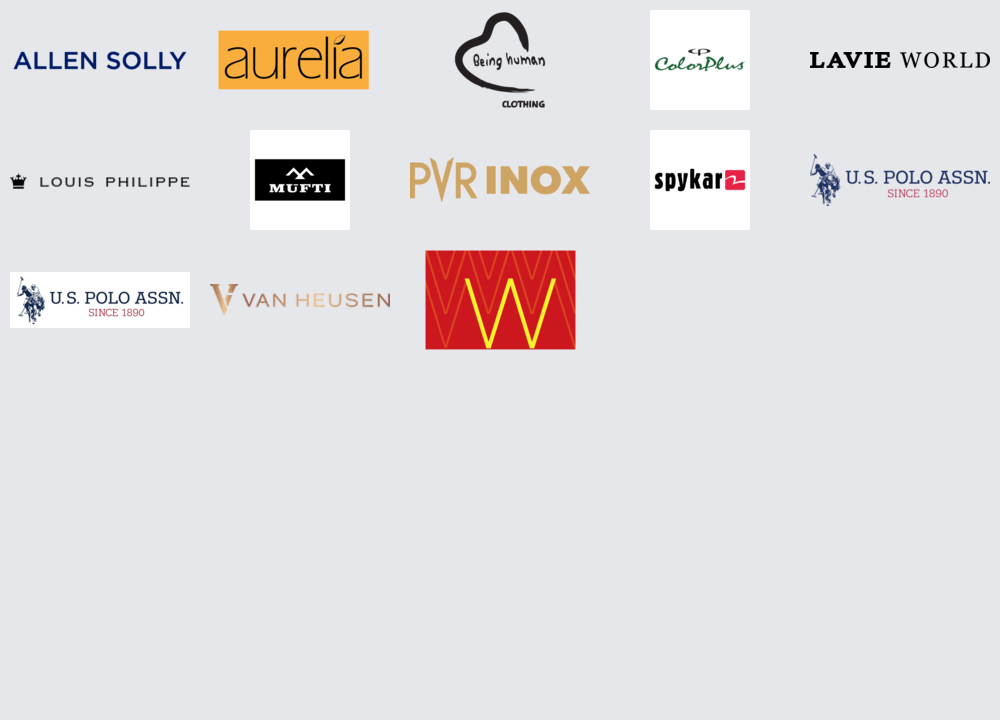 ALLEN SOLLY
aurelia
Being human
CLOTHING
cp
ColorPlus
LAVIE WORLD
LOUIS PHILIPPE
MUFTI
PVR INOX
spykar
U.S. POLO ASSN.
SINCE 1890
U.S. POLO ASSN.
SINCE 1890
V VAN HEUSEN
W